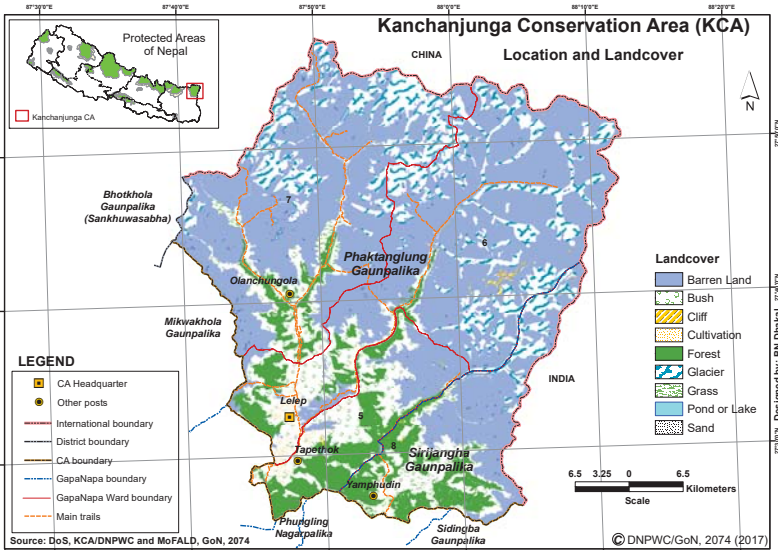 87°30'0"E
87°40'0"E
87°50'0"E
88°0'0"E
88°10'0"E
88°20'0"E
Kanchanjunga Conservation Area (KCA)
Location and Landcover
Protected Areas
of Nepal
Kanchanjunga CA
CHINA
N
Bhotkhola
Gaunpalika
(Sankhuwasabha)
7
6
Phaktanglung
Gaunpalika
Olanchungola
Mikwakhola
Gaunpalika
INDIA
Lelep
5
8
Tapethok
Sirijangha
Gaunpalika
Yamphudin
Phungling
Nagarpalika
Sidingba
Gaunpalika
Landcover
Barren Land
Bush
Cliff
Cultivation
Forest
Glacier
Grass
Pond or Lake
Sand
LEGEND
CA Headquarter
Other posts
International boundary
District boundary
CA boundary
GapaNapa boundary
GapaNapa Ward boundary
Main trails
6.5 3.25 0 6.5
Kilometers
Scale
Source: DoS, KCA/DNPWC and MoFALD, GoN, 2074
© DNPWC/GoN, 2074 (2017)